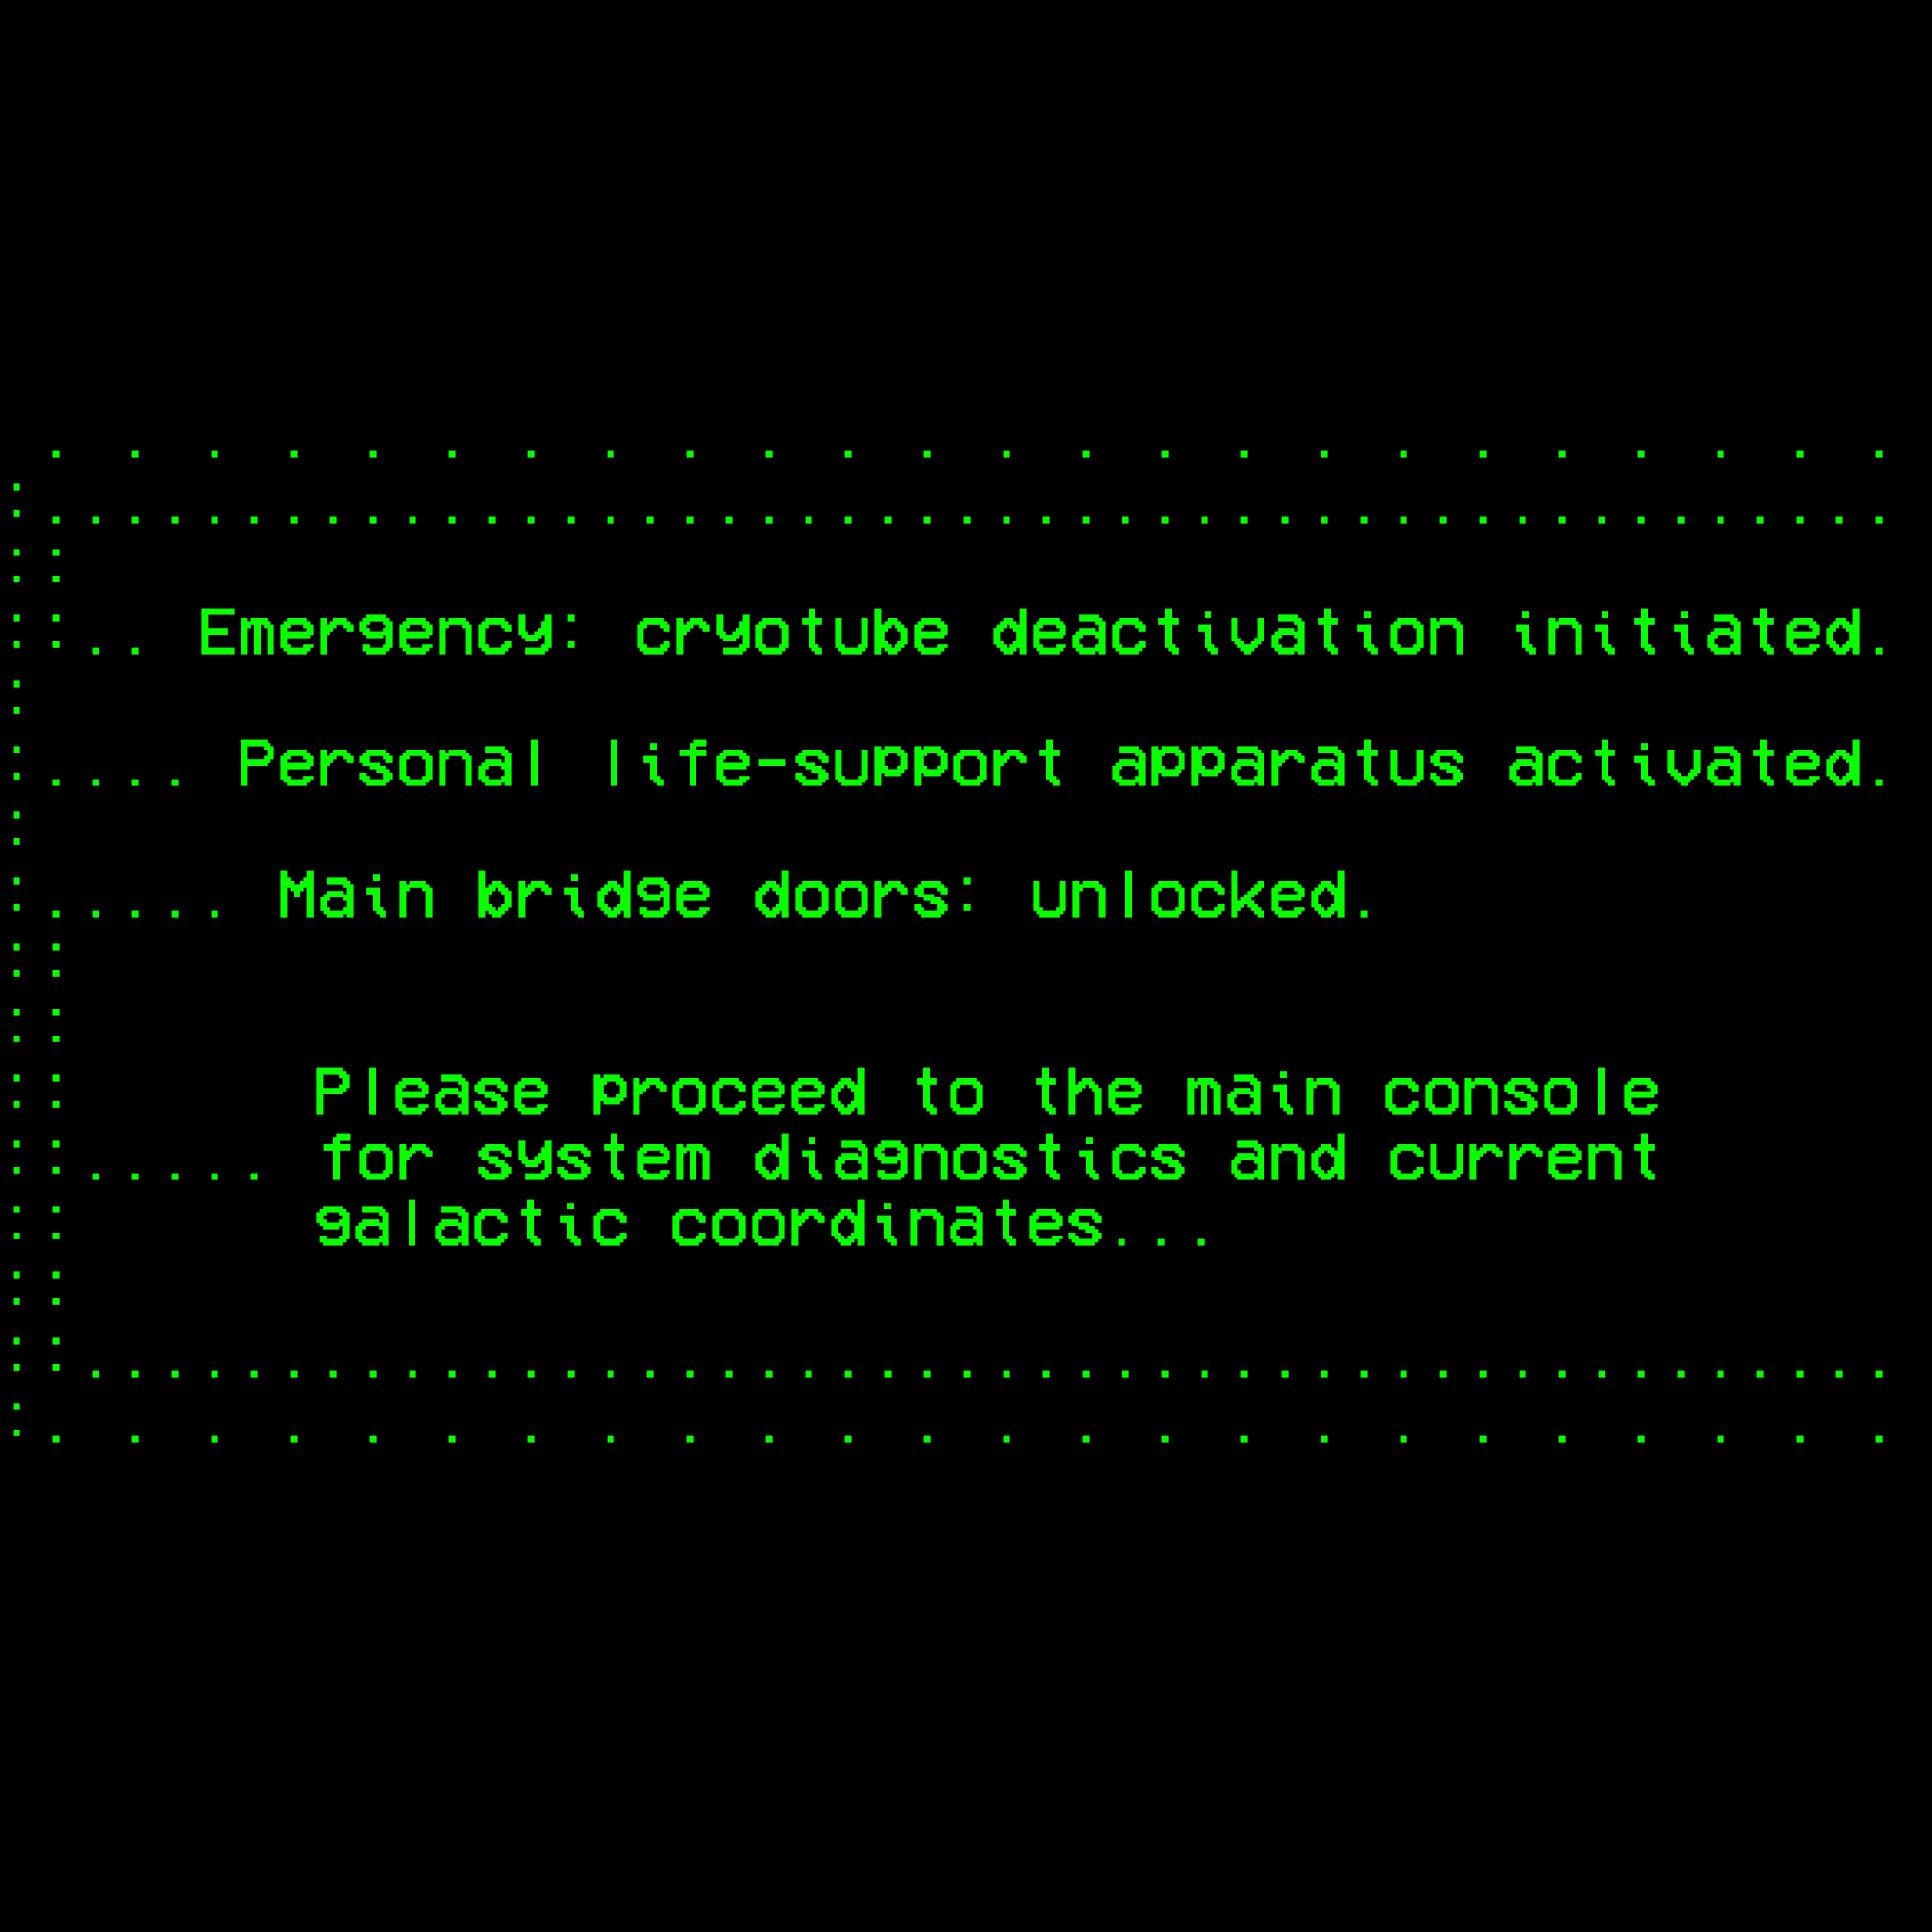 Emergency: cryotube deactivation initiated.
Personal life-support apparatus activated.
Main bridge doors: unlocked.
Please proceed to the main console
for system diagnostics and current
galactic coordinates...